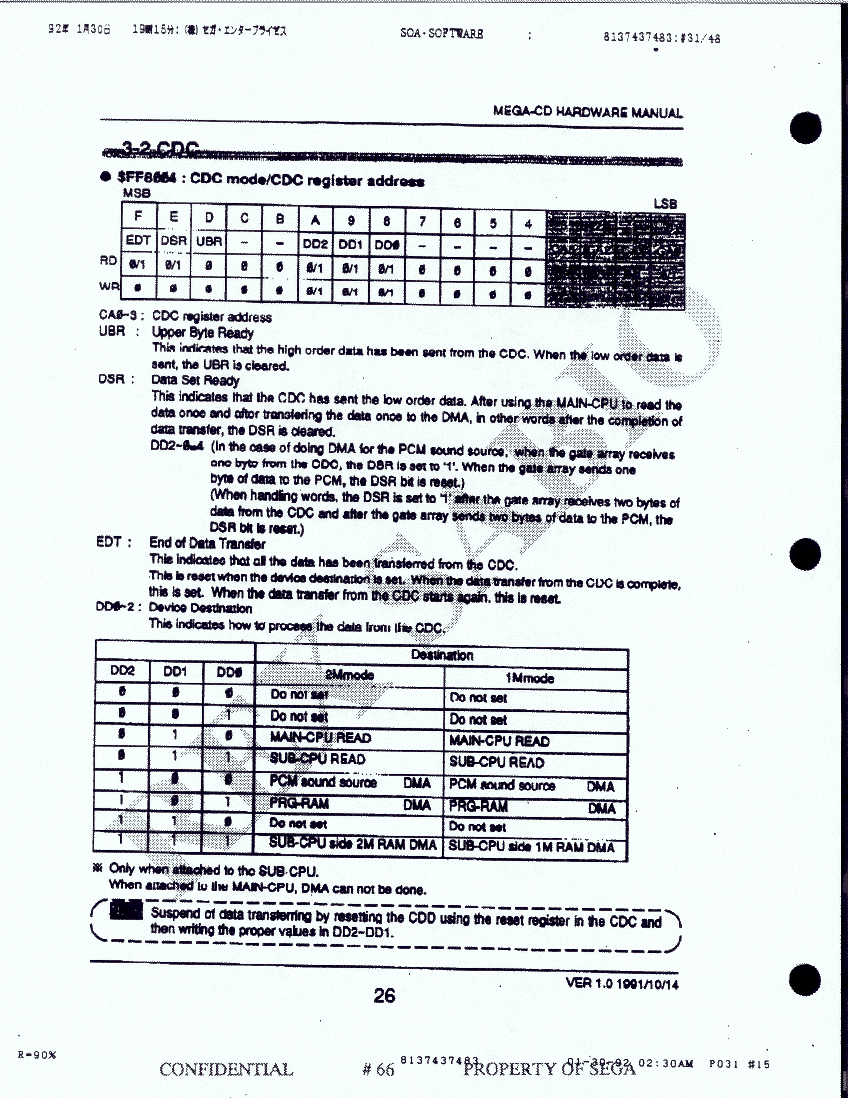 92年 1月30日 19時15分: (株) セガ・エンタープライゼス SOA・SOFTWARE : 8137437483:#31/48
MEGA-CD HARDWARE MANUAL
3-2 CDC
● $FF8004 : CDC mode/CDC register address
MSB LSB
F E D C B A 9 8 7 6 5 4
EDT DSR UBR – – DD2 DD1 DD0 – – – –
RD 0/1 0/1 0 0 0 0/1 0/1 0/1 0 0 0 0
WR 0 0 0 0 0 0/1 0/1 0/1 0 0 0 0
CA0~3 : CDC register address
UBR : Upper Byte Ready
This indicates that the high order data has been sent from the CDC. When the low order data is
sent, the UBR is cleared.
DSR : Data Set Ready
This indicates that the CDC has sent the low order data. After using the MAIN-CPU to read the
data once and after transfering the data once to the DMA, in other words after the completion of
data transfer, the DSR is cleared.
DD2~0=4 (In the case of doing DMA for the PCM sound source, when the gate array receives
one byte from the CDC, the DSR is set to '1'. When the gate array sends one
byte of data to the PCM, the DSR bit is reset.)
(When handling words, the DSR is set to '1' after the gate array receives two bytes of
data from the CDC and after the gate array sends two bytes of data to the PCM, the
DSR bit is reset.)
EDT : End of Data Transfer
This indicates that all the data has been transferred from the CDC.
This is reset when the device destination is set. When the data transfer from the CDC is complete,
this is set. When the data transfer from the CDC starts again, this is reset.
DD0~2 : Device Destination
This indicates how to process the data from the CDC.
Destination
DD2 DD1 DD0 2Mmode 1Mmode
0 0 0 Do not set Do not set
0 0 1 Do not set Do not set
0 1 0 MAIN-CPU READ MAIN-CPU READ
0 1 1 SUB-CPU READ SUB-CPU READ
1 0 0 PCM sound source DMA PCM sound source DMA
1 0 1 PRG-RAM DMA PRG-RAM DMA
1 1 0 Do not set Do not set
1 1 1 SUB-CPU side 2M RAM DMA SUB-CPU side 1M RAM DMA
※ Only when attached to the SUB-CPU.
When attached to the MAIN-CPU, DMA can not be done.
Suspend of data transferring by resetting the CDD using the reset register in the CDC and
then writing the proper values in DD2~DD1.
VER 1.0 1991/10/14
26
R=90%
CONFIDENTIAL #66 8137437483 PROPERTY OF SEGA 01-30-92 02:30AM P031 #15